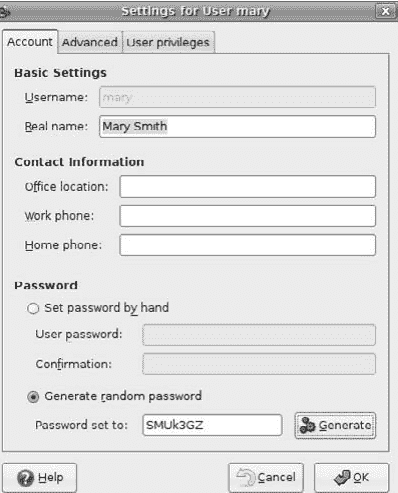 Settings for User mary
Account Advanced User privileges
Basic Settings
Username: mary
Real name: Mary Smith
Contact Information
Office location:
Work phone:
Home phone:
Password
Set password by hand
User password:
Confirmation:
Generate random password
Password set to: SMUk3GZ Generate
Help Cancel OK